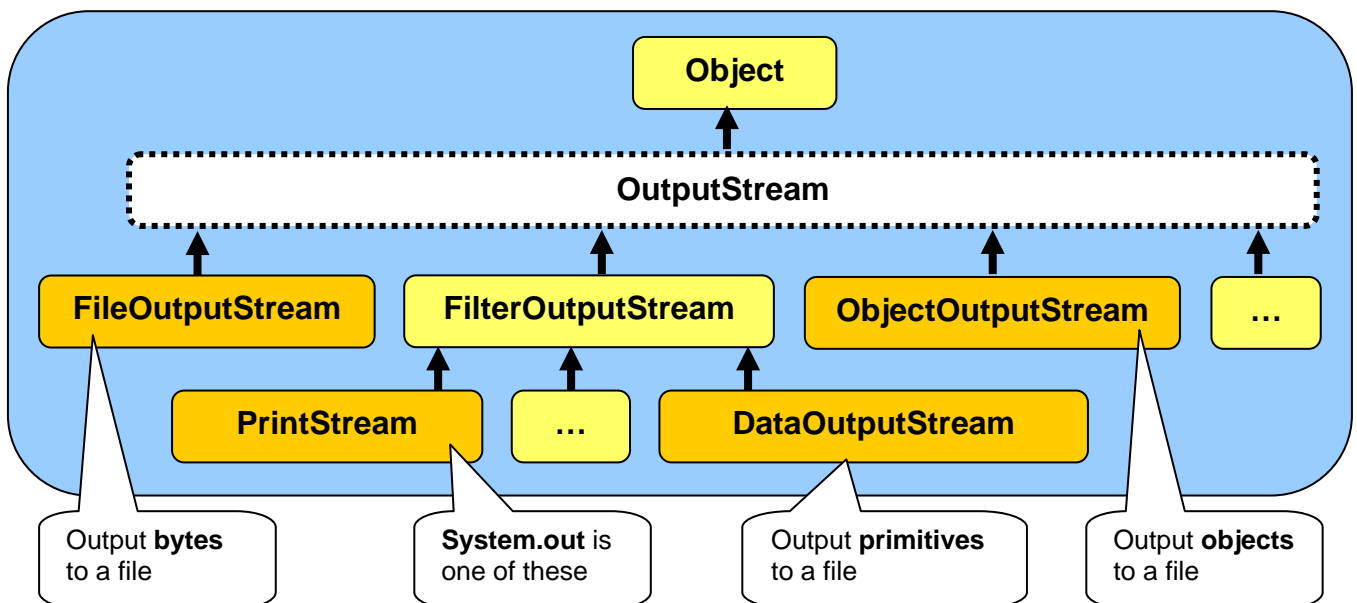 Object
OutputStream
FileOutputStream
FilterOutputStream
ObjectOutputStream
...
PrintStream
...
DataOutputStream
Output bytes
to a file
System.out is
one of these
Output primitives
to a file
Output objects
to a file